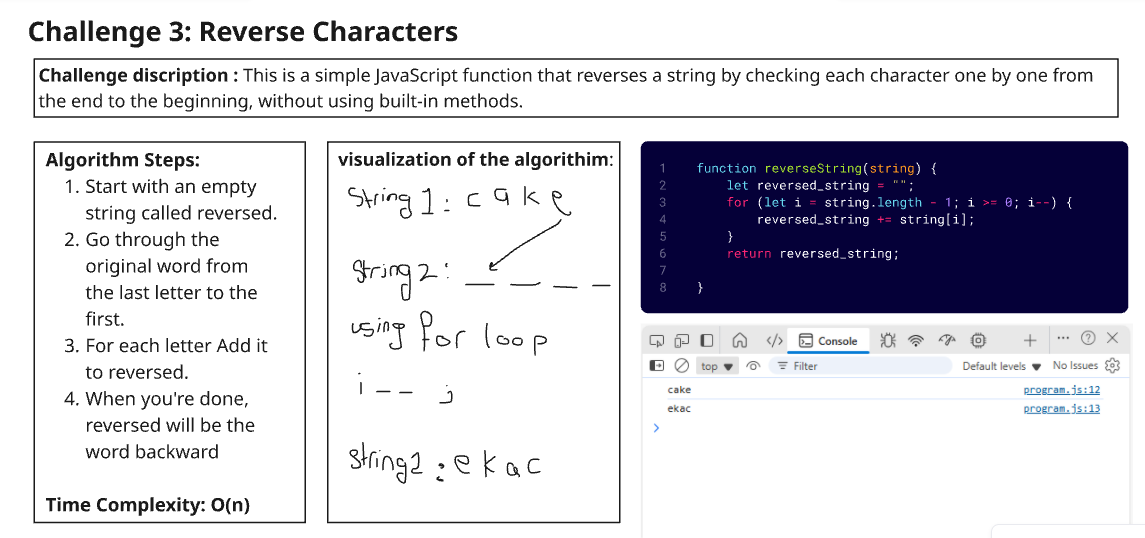 Challenge 3: Reverse Characters
Challenge discription : This is a simple JavaScript function that reverses a string by checking each character one by one from
the end to the beginning, without using built-in methods.
Algorithm Steps:
1. Start with an empty
string called reversed.
2. Go through the
original word from
the last letter to the
first.
3. For each letter Add it
to reversed.
4. When you're done,
reversed will be the
word backward
Time Complexity: O(n)
visualization of the algorithim:
String 1: cake
String 2: _ _ _ _
using for loop
i -- ;
string2 : ekac
1 function reverseString(string) {
2 let reversed_string = "";
3 for (let i = string.length - 1; i >= 0; i--) {
4 reversed_string += string[i];
5 }
6 return reversed_string;
7
8 }
Console
top Filter Default levels No Issues
cake program.js:12
ekac program.js:13